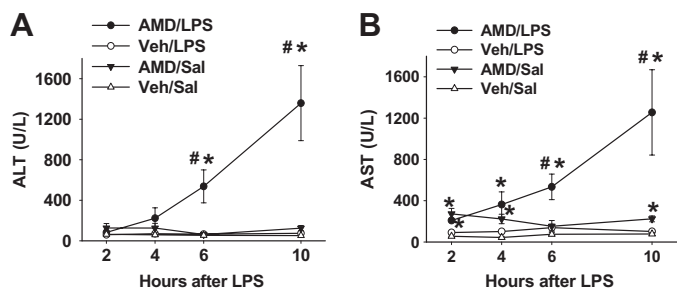 A
AMD/LPS
Veh/LPS
AMD/Sal
Veh/Sal
# *
# *
ALT (U/L)
1600
1200
800
400
0
2 4 6 10
Hours after LPS
B
AMD/LPS
Veh/LPS
AMD/Sal
Veh/Sal
# *
# *
*
*
*
*
*
AST (U/L)
1600
1200
800
400
0
2 4 6 10
Hours after LPS